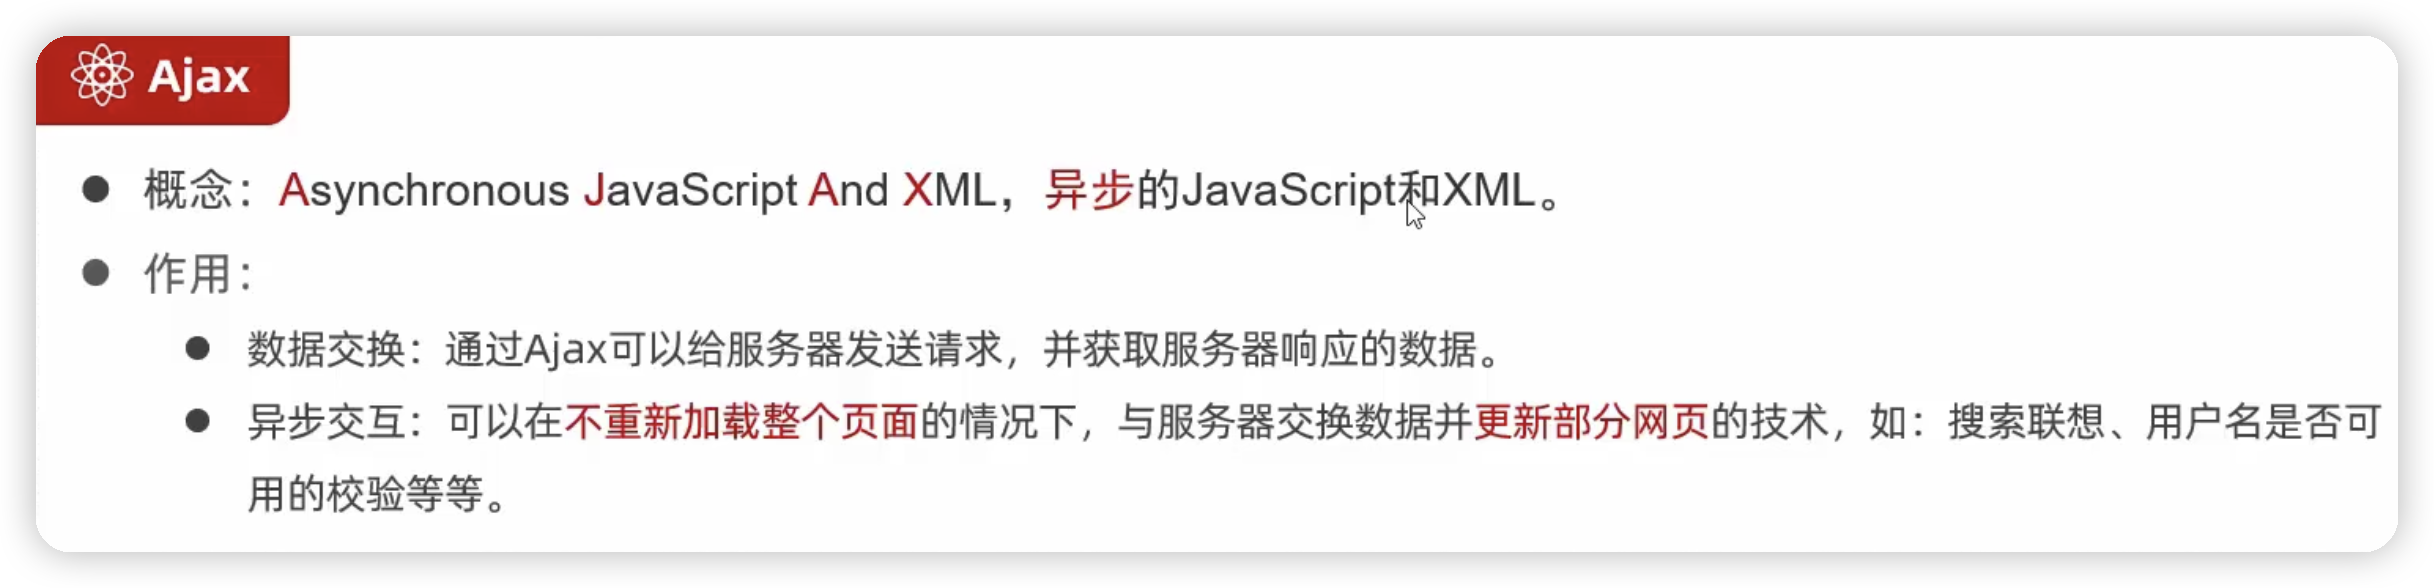 Ajax
概念：Asynchronous JavaScript And XML，异步的JavaScript和XML。
作用：
数据交换：通过Ajax可以给服务器发送请求，并获取服务器响应的数据。
异步交互：可以在不重新加载整个页面的情况下，与服务器交换数据并更新部分网页的技术，如：搜索联想、用户名是否可
用的校验等等。